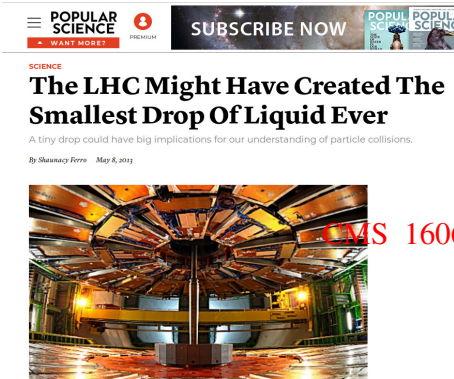 POPULAR
SCIENCE
WANT MORE?
PREMIUM
SUBSCRIBE NOW
SCIENCE
The LHC Might Have Created The
Smallest Drop Of Liquid Ever
A tiny drop could have big implications for our understanding of particle collisions.
By Shaunacy Ferro May 8, 2013
CMS 160